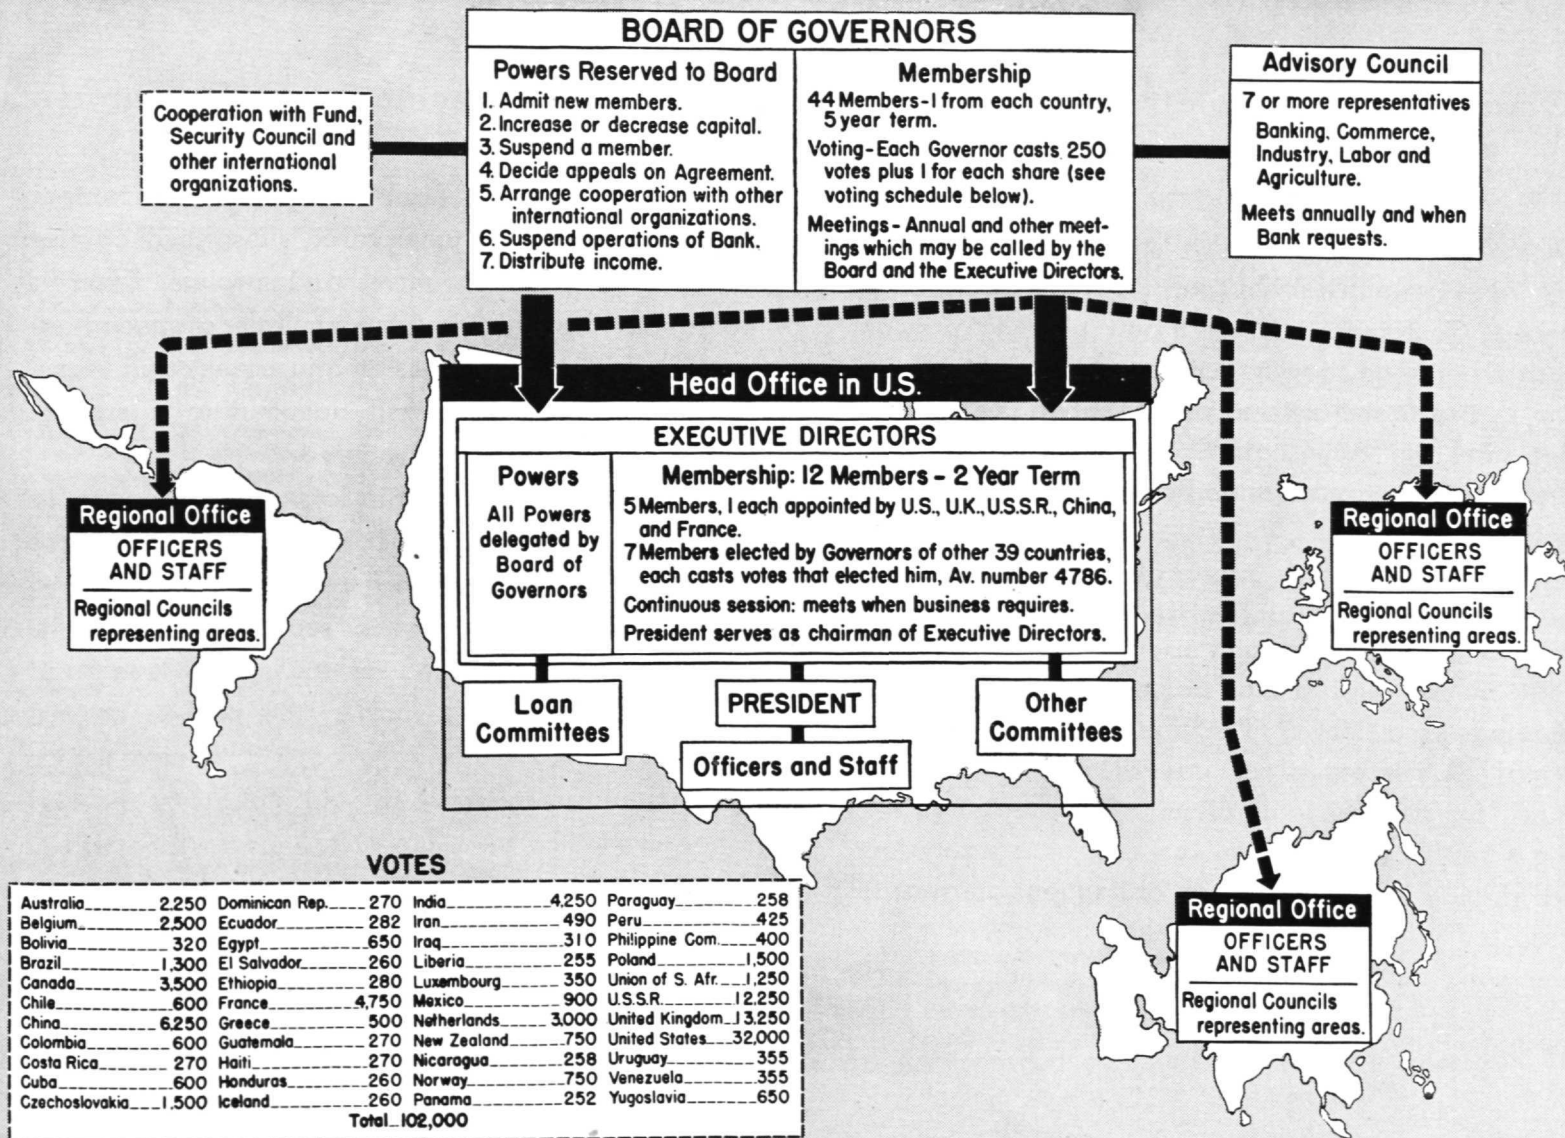 BOARD OF GOVERNORS
Powers Reserved to Board
1. Admit new members.
2. Increase or decrease capital.
3. Suspend a member.
4. Decide appeals on Agreement.
5. Arrange cooperation with other
international organizations.
6. Suspend operations of Bank.
7. Distribute income.
Membership
44 Members-1 from each country,
5 year term.
Voting-Each Governor casts 250
votes plus 1 for each share (see
voting schedule below).
Meetings- Annual and other meet-
ings which may be called by the
Board and the Executive Directors.
Cooperation with Fund,
Security Council and
other international
organizations.
Advisory Council
7 or more representatives
Banking, Commerce,
Industry, Labor and
Agriculture.
Meets annually and when
Bank requests.
Head Office in U.S.
EXECUTIVE DIRECTORS
Powers
All Powers
delegated by
Board of
Governors
Membership: 12 Members - 2 Year Term
5 Members, 1 each appointed by U.S., U.K., U.S.S.R., China,
and France.
7 Members elected by Governors of other 39 countries,
each casts votes that elected him, Av. number 4786.
Continuous session: meets when business requires.
President serves as chairman of Executive Directors.
Loan
Committees
PRESIDENT
Officers and Staff
Other
Committees
Regional Office
OFFICERS
AND STAFF
Regional Councils
representing areas.
Regional Office
OFFICERS
AND STAFF
Regional Councils
representing areas.
Regional Office
OFFICERS
AND STAFF
Regional Councils
representing areas.
VOTES
Australia 2,250 Dominican Rep. 270 India 4,250 Paraguay 258
Belgium 2,500 Ecuador 282 Iran 490 Peru 425
Bolivia 320 Egypt 650 Iraq 310 Philippine Com. 400
Brazil 1,300 El Salvador 260 Liberia 255 Poland 1,500
Canada 3,500 Ethiopia 280 Luxembourg 350 Union of S. Afr. 1,250
Chile 600 France 4,750 Mexico 900 U.S.S.R. 12,250
China 6,250 Greece 500 Netherlands 3,000 United Kingdom 13,250
Colombia 600 Guatemala 270 New Zealand 750 United States 32,000
Costa Rica 270 Haiti 270 Nicaragua 258 Uruguay 355
Cuba 600 Honduras 260 Norway 750 Venezuela 355
Czechoslovakia 1,500 Iceland 260 Panama 252 Yugoslavia 650
Total 102,000